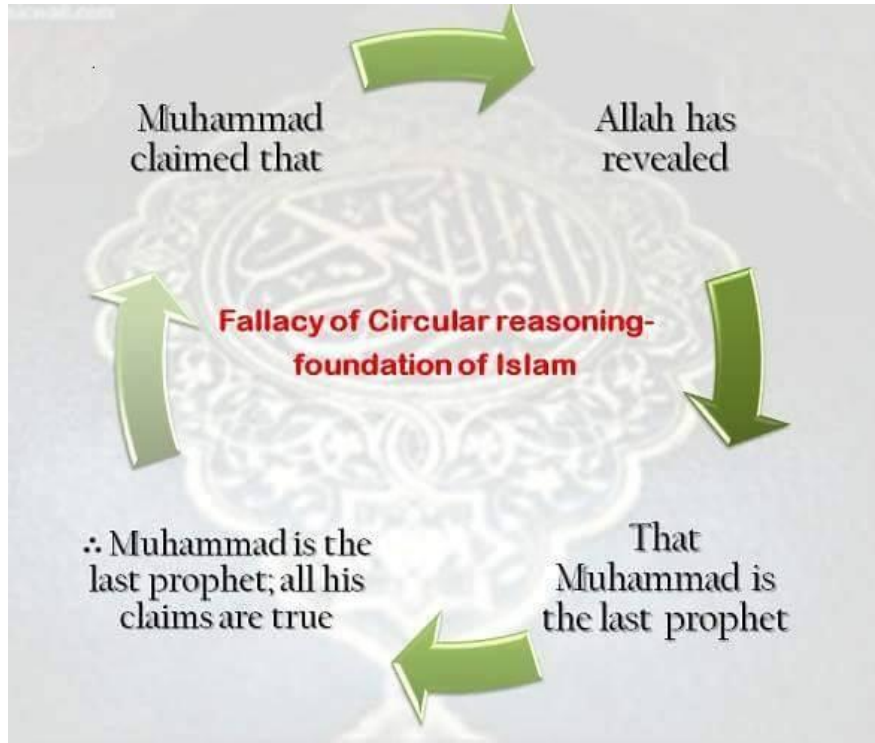 Muhammad
claimed that
Allah has
revealed
Fallacy of Circular reasoning-
foundation of Islam
That
Muhammad is
the last prophet
∴ Muhammad is the
last prophet; all his
claims are true